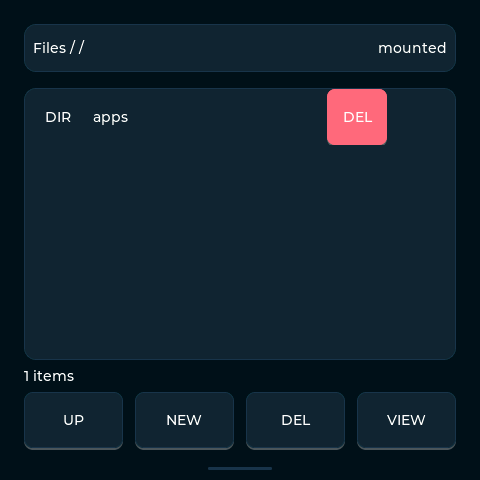 Files / / mounted
DIR apps DEL
1 items
UP NEW DEL VIEW